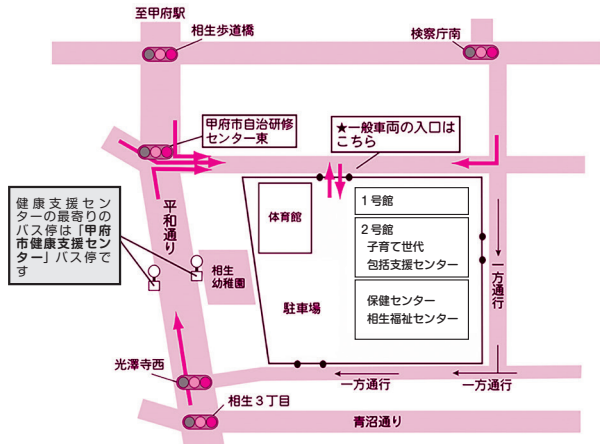 至甲府駅
相生歩道橋
検察庁南
甲府市自治研修
センター東
★一般車両の入口は
こちら
健康支援セン
ターの最寄りの
バス停は「甲府
市健康支援セン
ター」バス停で
す
平和通り
体育館
1号館
2号館
子育て世代
包括支援センター
相生
幼稚園
駐車場
保健センター
相生福祉センター
一方通行
光澤寺西
一方通行
一方通行
相生3丁目
青沼通り